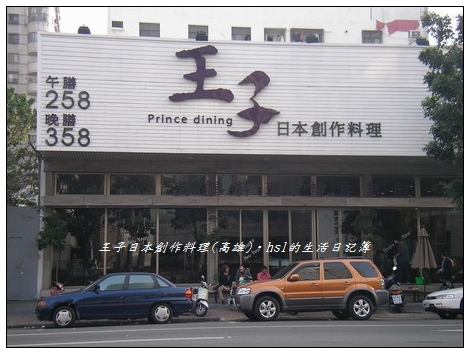 午膳
258
晚膳
358
王子
Prince dining
日本創作料理
王子日本創作料理(高雄)。hsl的生活日記簿